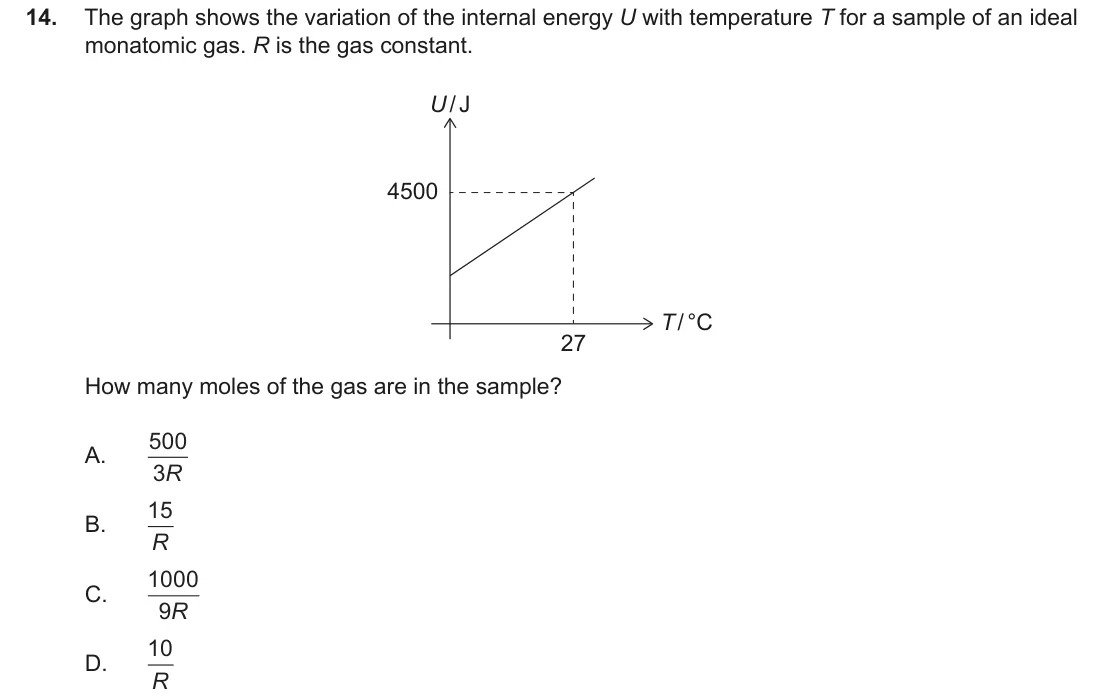 14. The graph shows the variation of the internal energy U with temperature T for a sample of an ideal
monatomic gas. R is the gas constant.
U/J
4500
T/°C
27
How many moles of the gas are in the sample?
A. 500/3R
B. 15/R
C. 1000/9R
D. 10/R